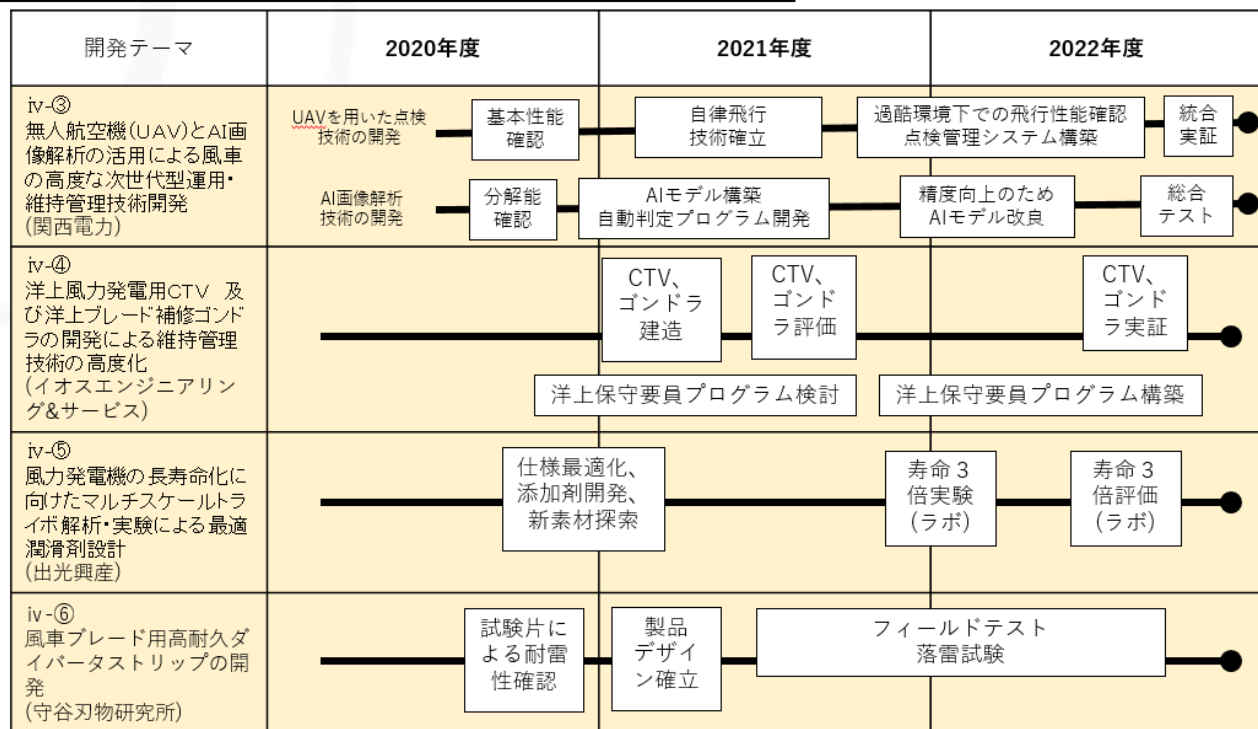 開発テーマ
2020年度
2021年度
2022年度
ⅳ-③
無人航空機(UAV)とAI画
像解析の活用による風車
の高度な次世代型運用・
維持管理技術開発
(関西電力)
UAVを用いた点検
技術の開発
基本性能
確認
自律飛行
技術確立
過酷環境下での飛行性能確認
点検管理システム構築
統合
実証
AI画像解析
技術の開発
分解能
確認
AIモデル構築
自動判定プログラム開発
精度向上のため
AIモデル改良
総合
テスト
ⅳ-④
洋上風力発電用CTV 及
び洋上ブレード補修ゴンド
ラの開発による維持管理
技術の高度化
(イオスエンジニアリン
グ&サービス)
CTV、
ゴンドラ
建造
CTV、
ゴンド
ラ評価
CTV、
ゴンド
ラ実証
洋上保守要員プログラム検討
洋上保守要員プログラム構築
ⅳ-⑤
風力発電機の長寿命化に
向けたマルチスケールトラ
イボ解析・実験による最適
潤滑剤設計
(出光興産)
仕様最適化、
添加剤開発、
新素材探索
寿命３
倍実験
(ラボ)
寿命３
倍評価
(ラボ)
ⅳ-⑥
風車ブレード用高耐久ダ
イバータストリップの開
発
(守谷刃物研究所)
試験片に
よる耐雷
性確認
製品
デザイ
ン確立
フィールドテスト
落雷試験